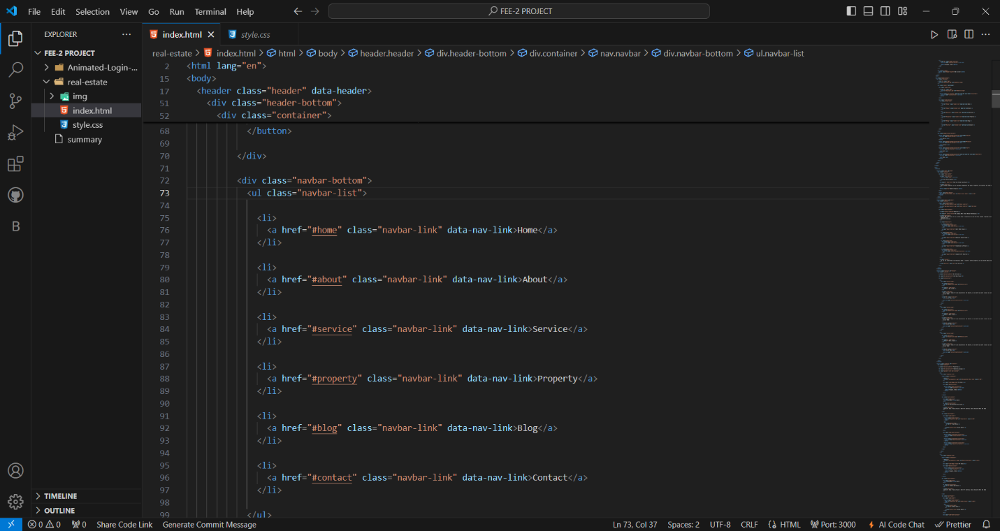 File Edit Selection View Go Run Terminal Help FEE-2 PROJECT
EXPLORER
FEE-2 PROJECT
Animated-Login-...
real-estate
img
index.html
style.css
summary
TIMELINE
OUTLINE
index.html style.css
real-estate > index.html > html > body > header.header > div.header-bottom > div.container > nav.navbar > div.navbar-bottom > ul.navbar-list
2 <html lang="en">
15 <body>
17 <header class="header" data-header>
51 <div class="header-bottom">
52 <div class="container">
68 </button>
69
70 </div>
71
72 <div class="navbar-bottom">
73 <ul class="navbar-list">
74
75 <li>
76 <a href="#home" class="navbar-link" data-nav-link>Home</a>
77 </li>
78
79 <li>
80 <a href="#about" class="navbar-link" data-nav-link>About</a>
81 </li>
82
83 <li>
84 <a href="#service" class="navbar-link" data-nav-link>Service</a>
85 </li>
86
87 <li>
88 <a href="#property" class="navbar-link" data-nav-link>Property</a>
89 </li>
90
91 <li>
92 <a href="#blog" class="navbar-link" data-nav-link>Blog</a>
93 </li>
94
95 <li>
96 <a href="#contact" class="navbar-link" data-nav-link>Contact</a>
97 </li>
98
99 </ul>
0 0 0 Share Code Link Generate Commit Message Ln 73, Col 37 Spaces: 2 UTF-8 CRLF {} HTML Port: 3000 AI Code Chat Prettier